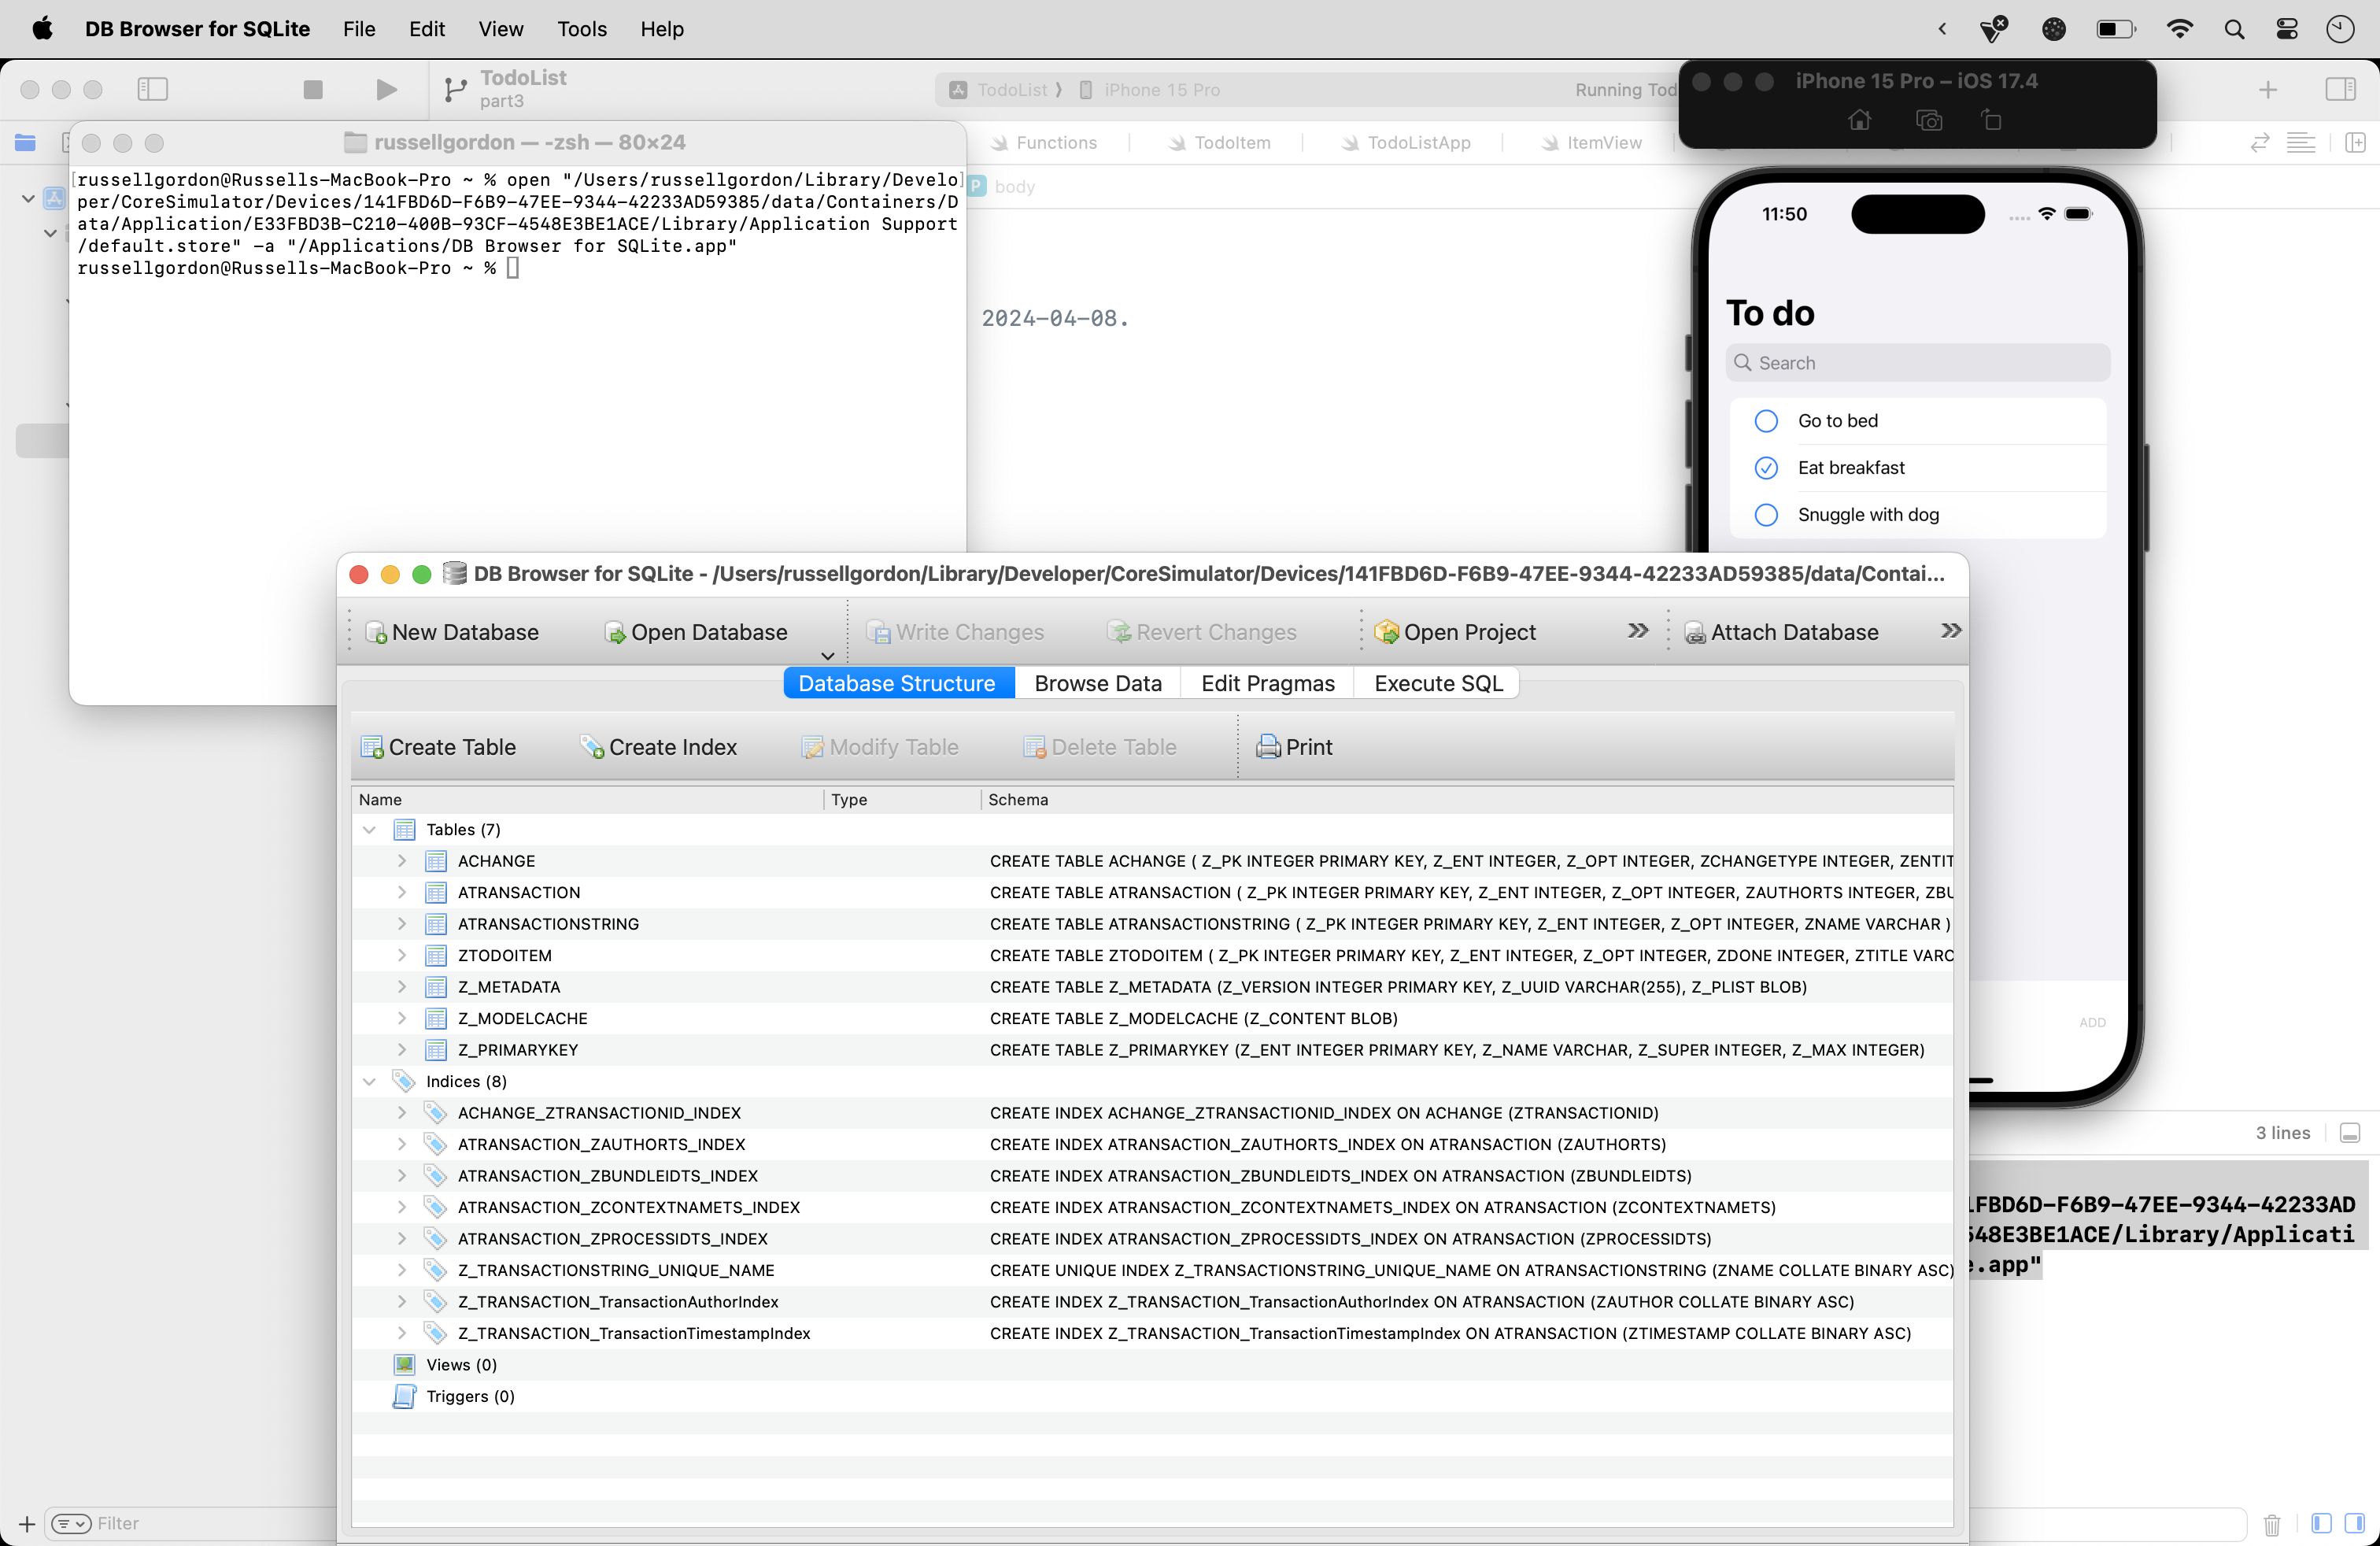 DB Browser for SQLite File Edit View Tools Help
TodoList
part3
TodoList ⟩ iPhone 15 Pro
Running Tod
iPhone 15 Pro – iOS 17.4
russellgordon — -zsh — 80×24
Functions
TodoItem
TodoListApp
ItemView
P body
russellgordon@Russells-MacBook-Pro ~ % open "/Users/russellgordon/Library/Develo
per/CoreSimulator/Devices/141FBD6D-F6B9-47EE-9344-42233AD59385/data/Containers/D
ata/Application/E33FBD3B-C210-400B-93CF-4548E3BE1ACE/Library/Application Support
/default.store" -a "/Applications/DB Browser for SQLite.app"
russellgordon@Russells-MacBook-Pro ~ %
2024-04-08.
11:50
To do
Search
Go to bed
Eat breakfast
Snuggle with dog
ADD
DB Browser for SQLite - /Users/russellgordon/Library/Developer/CoreSimulator/Devices/141FBD6D-F6B9-47EE-9344-42233AD59385/data/Contai...
New Database Open Database Write Changes Revert Changes Open Project » Attach Database »
Database Structure Browse Data Edit Pragmas Execute SQL
Create Table Create Index Modify Table Delete Table Print
Name Type Schema
Tables (7)
ACHANGE CREATE TABLE ACHANGE ( Z_PK INTEGER PRIMARY KEY, Z_ENT INTEGER, Z_OPT INTEGER, ZCHANGETYPE INTEGER, ZENTIT
ATRANSACTION CREATE TABLE ATRANSACTION ( Z_PK INTEGER PRIMARY KEY, Z_ENT INTEGER, Z_OPT INTEGER, ZAUTHORTS INTEGER, ZBU
ATRANSACTIONSTRING CREATE TABLE ATRANSACTIONSTRING ( Z_PK INTEGER PRIMARY KEY, Z_ENT INTEGER, Z_OPT INTEGER, ZNAME VARCHAR )
ZTODOITEM CREATE TABLE ZTODOITEM ( Z_PK INTEGER PRIMARY KEY, Z_ENT INTEGER, Z_OPT INTEGER, ZDONE INTEGER, ZTITLE VARC
Z_METADATA CREATE TABLE Z_METADATA (Z_VERSION INTEGER PRIMARY KEY, Z_UUID VARCHAR(255), Z_PLIST BLOB)
Z_MODELCACHE CREATE TABLE Z_MODELCACHE (Z_CONTENT BLOB)
Z_PRIMARYKEY CREATE TABLE Z_PRIMARYKEY (Z_ENT INTEGER PRIMARY KEY, Z_NAME VARCHAR, Z_SUPER INTEGER, Z_MAX INTEGER)
Indices (8)
ACHANGE_ZTRANSACTIONID_INDEX CREATE INDEX ACHANGE_ZTRANSACTIONID_INDEX ON ACHANGE (ZTRANSACTIONID)
ATRANSACTION_ZAUTHORTS_INDEX CREATE INDEX ATRANSACTION_ZAUTHORTS_INDEX ON ATRANSACTION (ZAUTHORTS)
ATRANSACTION_ZBUNDLEIDTS_INDEX CREATE INDEX ATRANSACTION_ZBUNDLEIDTS_INDEX ON ATRANSACTION (ZBUNDLEIDTS)
ATRANSACTION_ZCONTEXTNAMETS_INDEX CREATE INDEX ATRANSACTION_ZCONTEXTNAMETS_INDEX ON ATRANSACTION (ZCONTEXTNAMETS)
ATRANSACTION_ZPROCESSIDTS_INDEX CREATE INDEX ATRANSACTION_ZPROCESSIDTS_INDEX ON ATRANSACTION (ZPROCESSIDTS)
Z_TRANSACTIONSTRING_UNIQUE_NAME CREATE UNIQUE INDEX Z_TRANSACTIONSTRING_UNIQUE_NAME ON ATRANSACTIONSTRING (ZNAME COLLATE BINARY ASC)
Z_TRANSACTION_TransactionAuthorIndex CREATE INDEX Z_TRANSACTION_TransactionAuthorIndex ON ATRANSACTION (ZAUTHOR COLLATE BINARY ASC)
Z_TRANSACTION_TransactionTimestampIndex CREATE INDEX Z_TRANSACTION_TransactionTimestampIndex ON ATRANSACTION (ZTIMESTAMP COLLATE BINARY ASC)
Views (0)
Triggers (0)
3 lines
1FBD6D-F6B9-47EE-9344-42233AD
548E3BE1ACE/Library/Applicati
e.app"
Filter